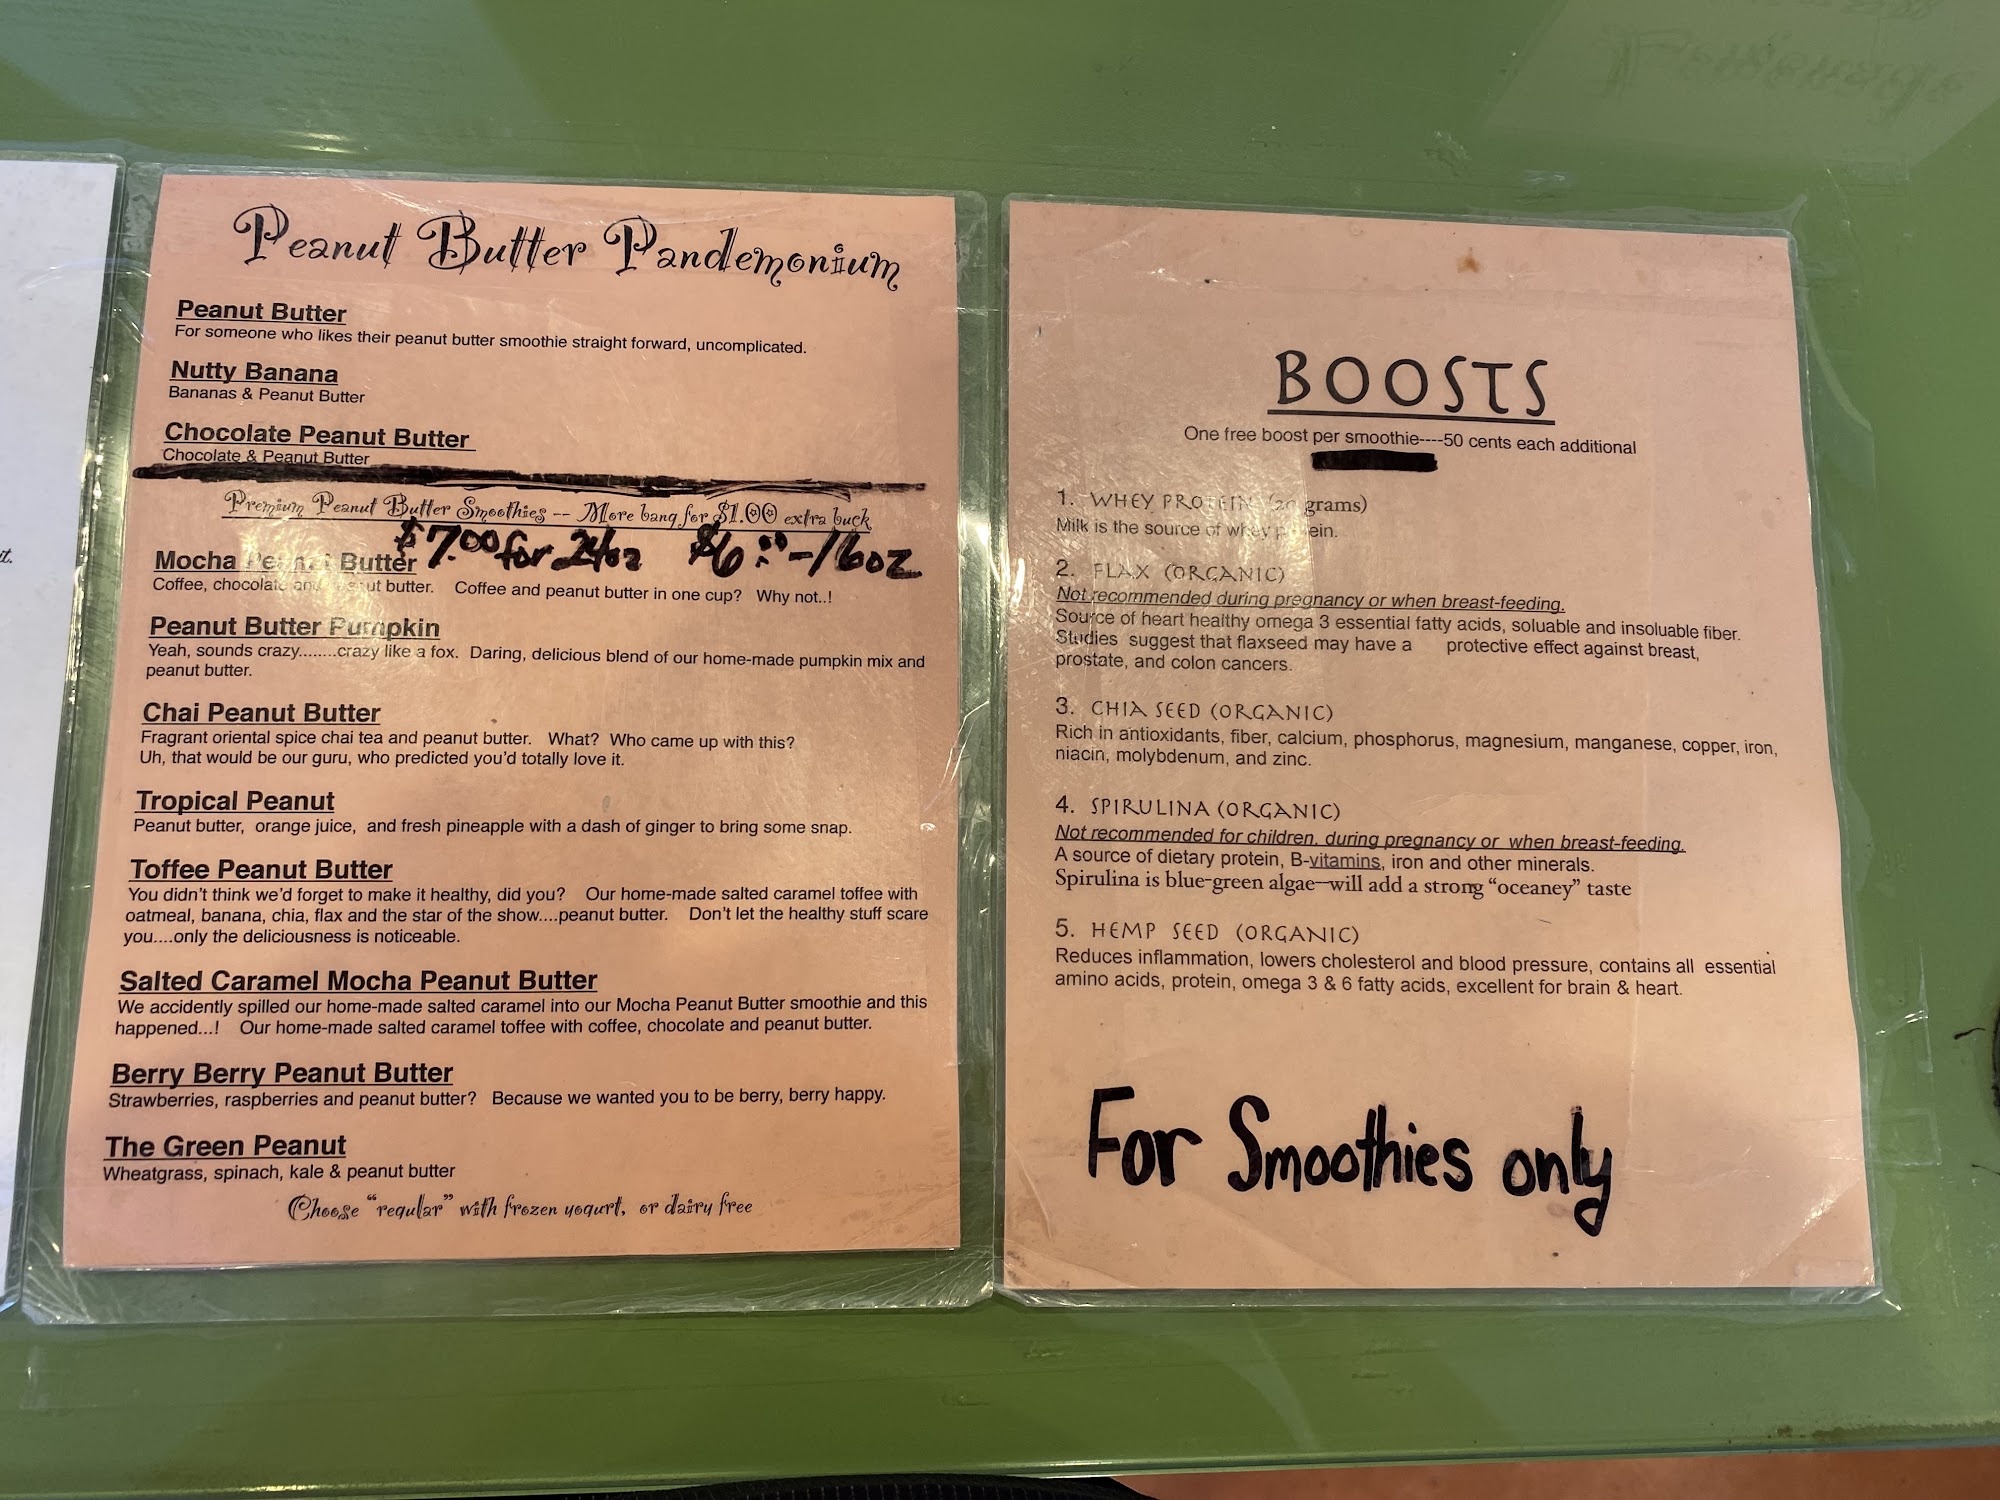 t.
Peanut Butter Pandemonium
Peanut Butter
For someone who likes their peanut butter smoothie straight forward, uncomplicated.
Nutty Banana
Bananas & Peanut Butter
Chocolate Peanut Butter
Chocolate & Peanut Butter
Premium Peanut Butter Smoothies -- More bang for $1.00 extra buck
$7.00 for 24oz $6.00-16oz
Mocha Peanut Butter
Coffee, chocolate and peanut butter. Coffee and peanut butter in one cup? Why not..!
Peanut Butter Pumpkin
Yeah, sounds crazy........crazy like a fox. Daring, delicious blend of our home-made pumpkin mix and
peanut butter.
Chai Peanut Butter
Fragrant oriental spice chai tea and peanut butter. What? Who came up with this?
Uh, that would be our guru, who predicted you'd totally love it.
Tropical Peanut
Peanut butter, orange juice, and fresh pineapple with a dash of ginger to bring some snap.
Toffee Peanut Butter
You didn't think we'd forget to make it healthy, did you? Our home-made salted caramel toffee with
oatmeal, banana, chia, flax and the star of the show....peanut butter. Don't let the healthy stuff scare
you....only the deliciousness is noticeable.
Salted Caramel Mocha Peanut Butter
We accidently spilled our home-made salted caramel into our Mocha Peanut Butter smoothie and this
happened...! Our home-made salted caramel toffee with coffee, chocolate and peanut butter.
Berry Berry Peanut Butter
Strawberries, raspberries and peanut butter? Because we wanted you to be berry, berry happy.
The Green Peanut
Wheatgrass, spinach, kale & peanut butter
Choose "regular" with frozen yogurt, or dairy free
BOOSTS
One free boost per smoothie----50 cents each additional
1. WHEY PROTEIN (20 grams)
Milk is the source of whey protein.
2. FLAX (ORGANIC)
Not recommended during pregnancy or when breast-feeding.
Source of heart healthy omega 3 essential fatty acids, soluable and insoluable fiber.
Studies suggest that flaxseed may have a protective effect against breast,
prostate, and colon cancers.
3. CHIA SEED (ORGANIC)
Rich in antioxidants, fiber, calcium, phosphorus, magnesium, manganese, copper, iron,
niacin, molybdenum, and zinc.
4. SPIRULINA (ORGANIC)
Not recommended for children, during pregnancy or when breast-feeding.
A source of dietary protein, B-vitamins, iron and other minerals.
Spirulina is blue-green algae—will add a strong "oceaney" taste
5. HEMP SEED (ORGANIC)
Reduces inflammation, lowers cholesterol and blood pressure, contains all essential
amino acids, protein, omega 3 & 6 fatty acids, excellent for brain & heart.
For Smoothies only